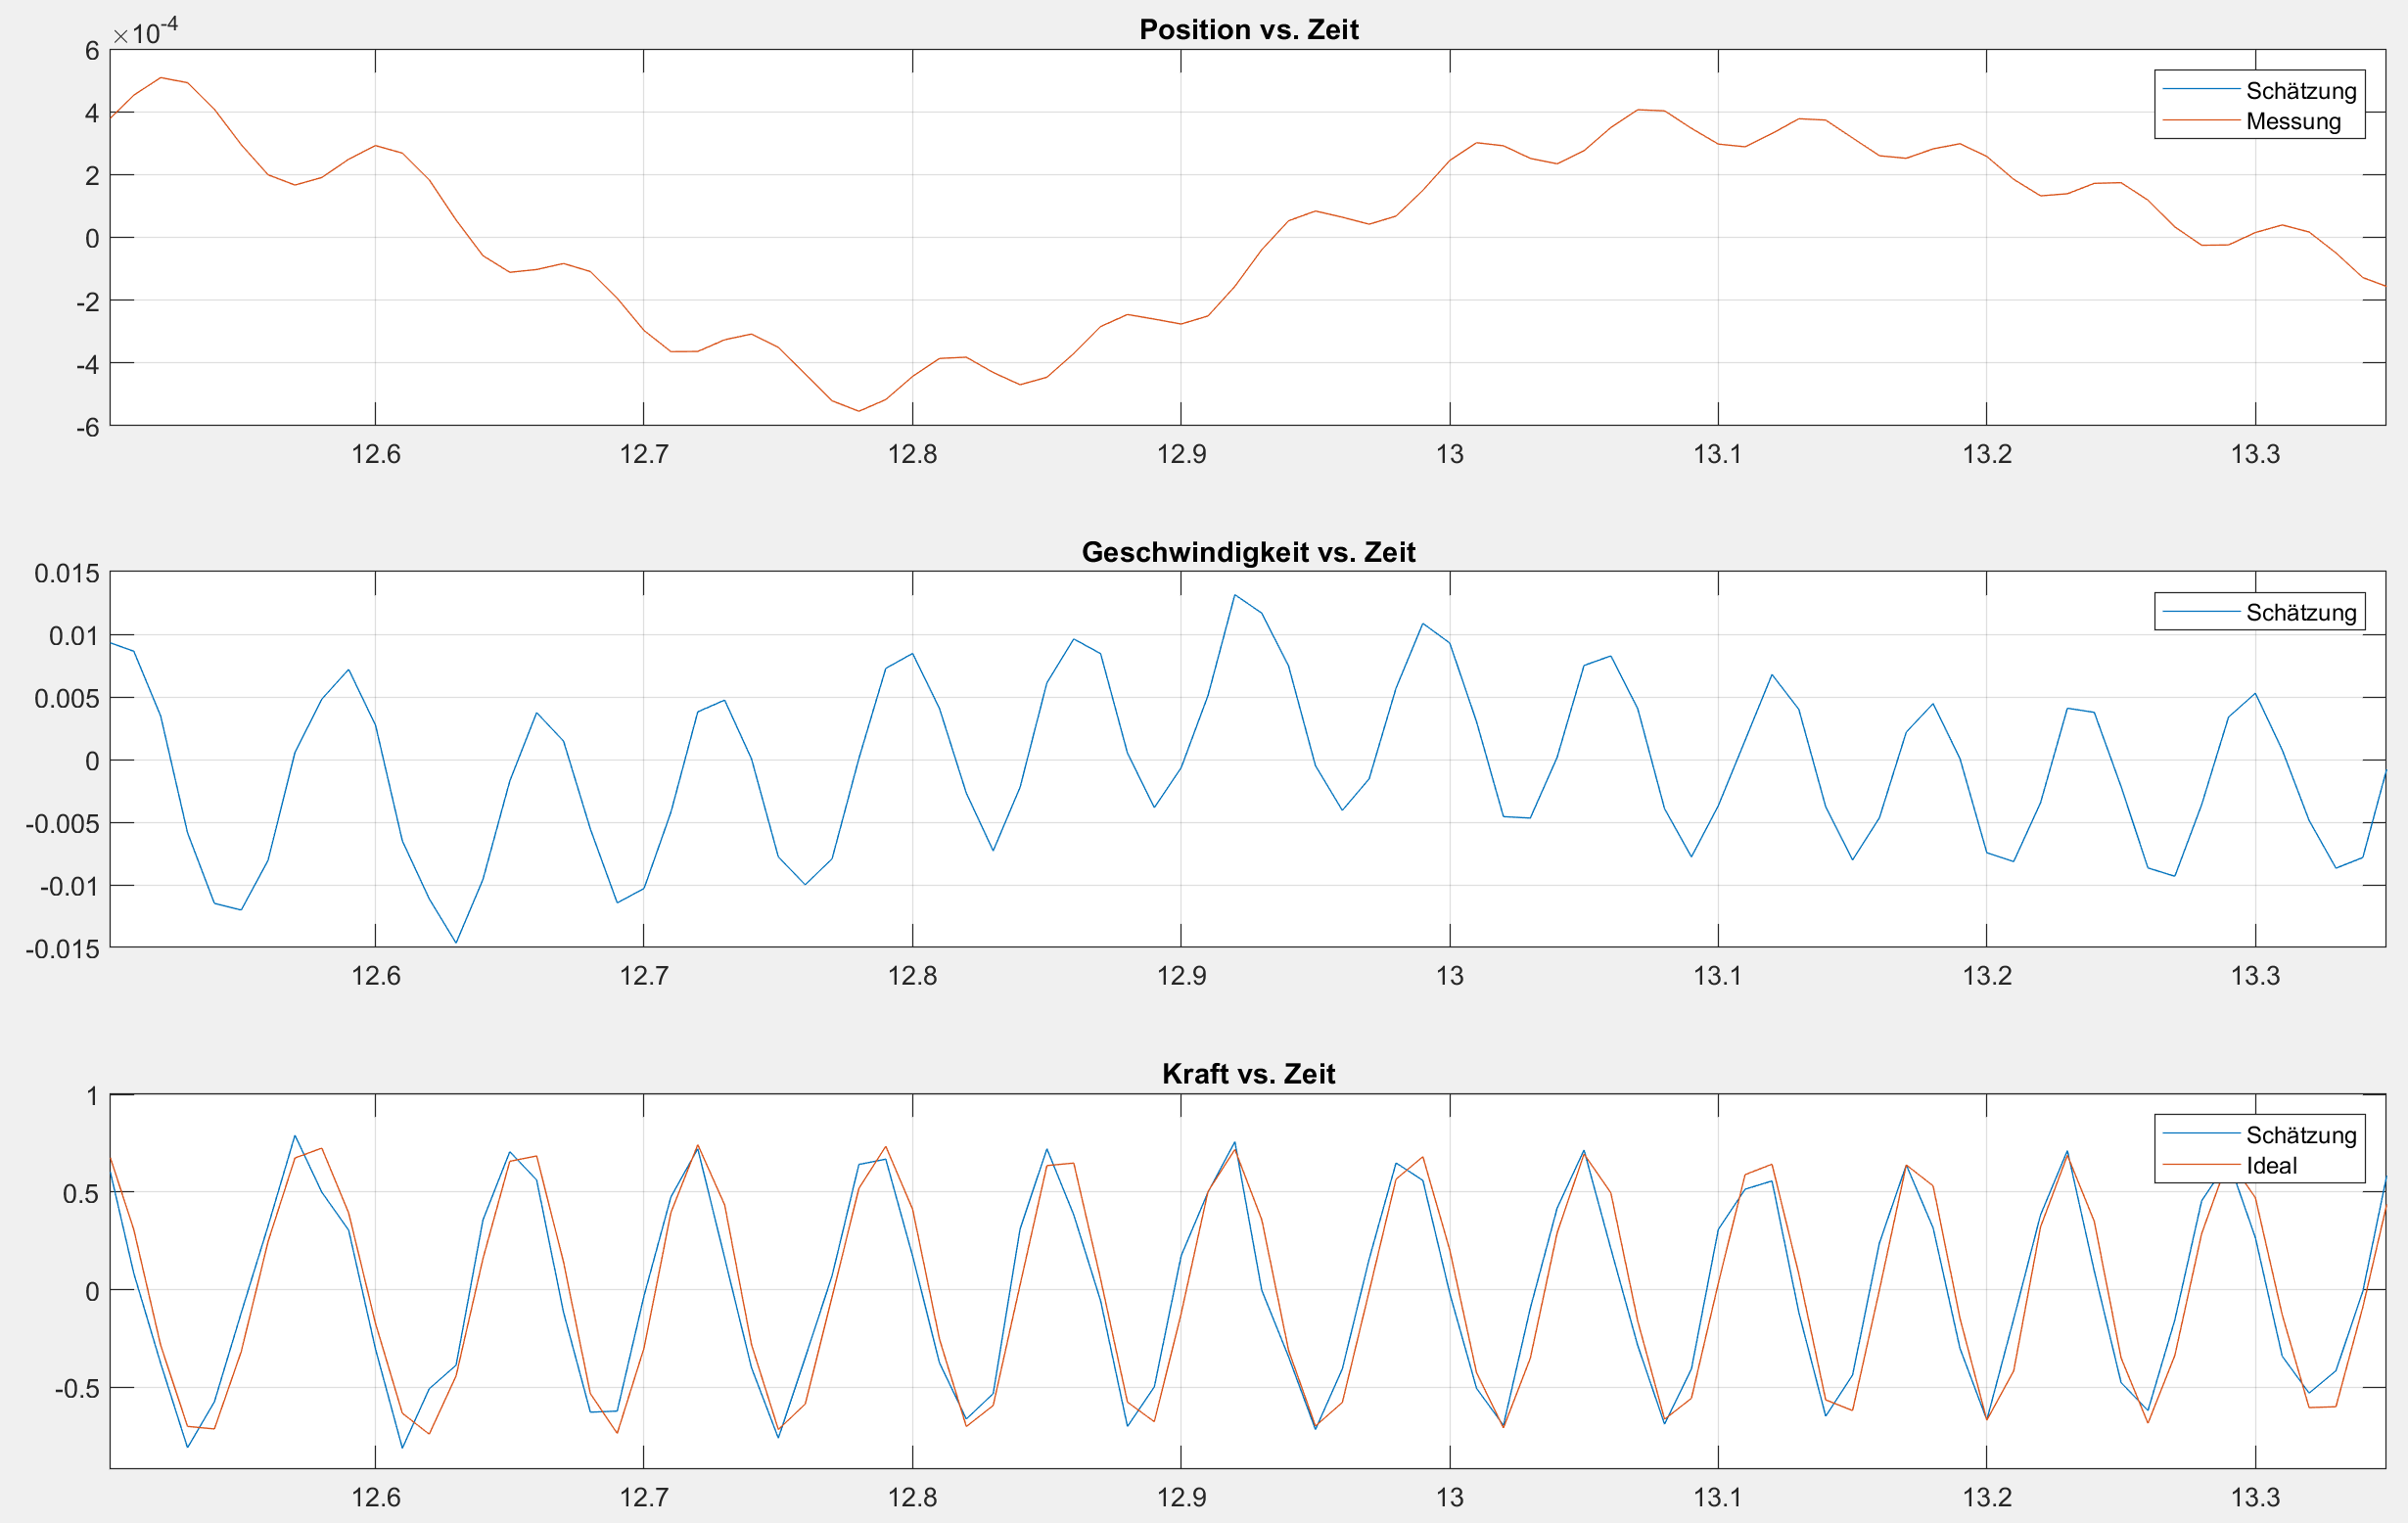 Position vs. Zeit
×10-4
6
4
2
0
-2
-4
-6
12.6 12.7 12.8 12.9 13 13.1 13.2 13.3
Schätzung
Messung
Geschwindigkeit vs. Zeit
0.015
0.01
0.005
0
-0.005
-0.01
-0.015
12.6 12.7 12.8 12.9 13 13.1 13.2 13.3
Schätzung
Kraft vs. Zeit
1
0.5
0
-0.5
12.6 12.7 12.8 12.9 13 13.1 13.2 13.3
Schätzung
Ideal